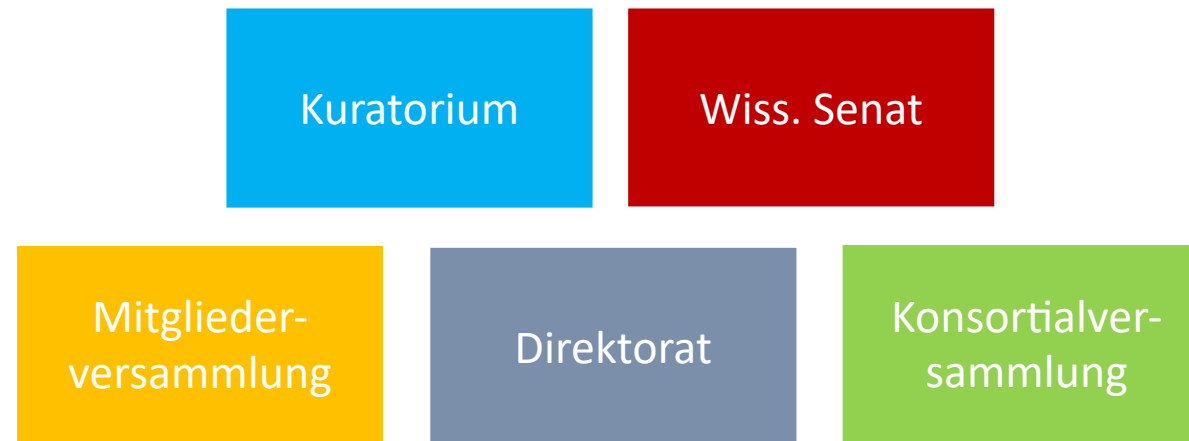 Kuratorium
Wiss. Senat
Mitglieder-
versammlung
Direktorat
Konsortialver-
sammlung